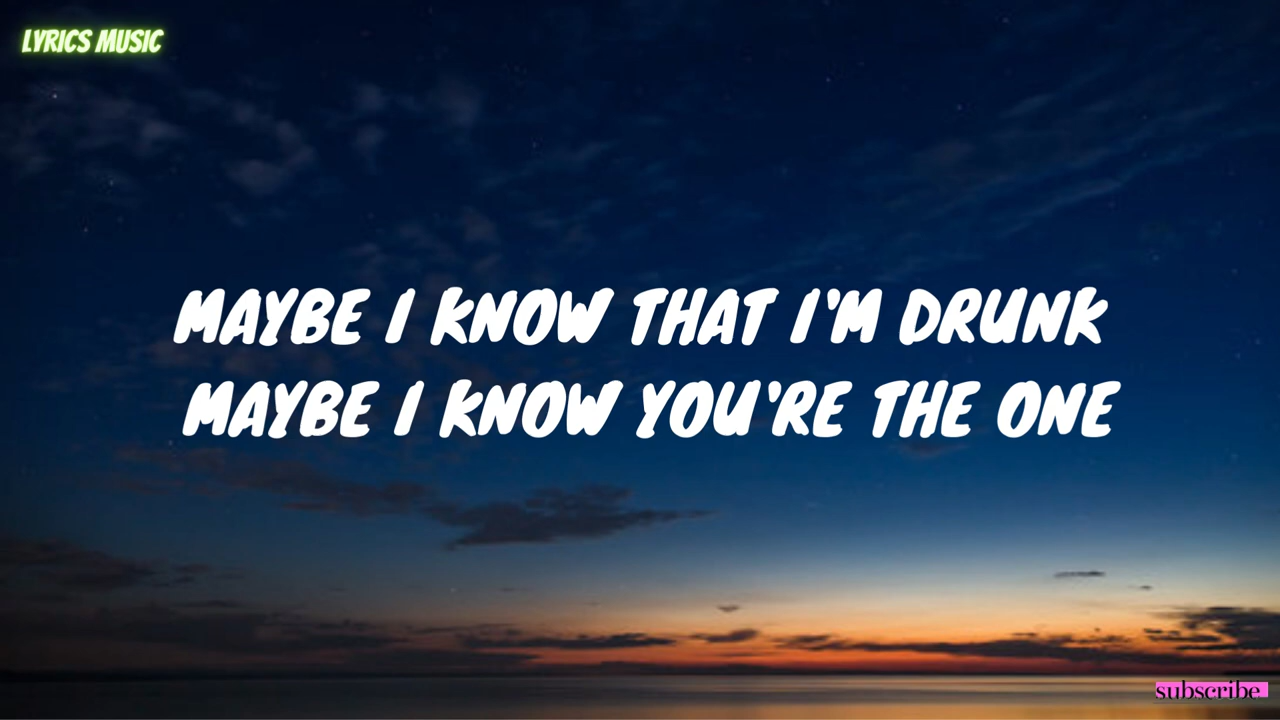 LYRICS MUSIC
MAYBE I KNOW THAT I'M DRUNK
MAYBE I KNOW YOU'RE THE ONE
subscribe